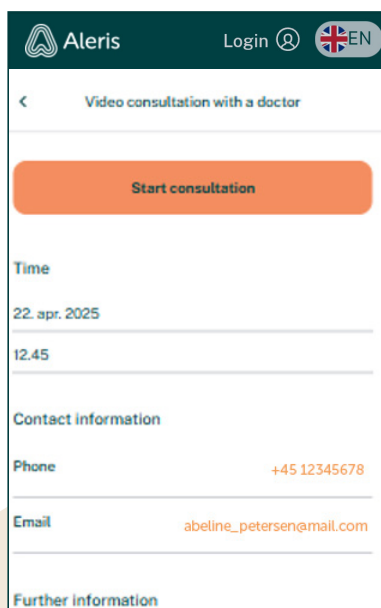 Aleris Login EN
Video consultation with a doctor
Start consultation
Time
22. apr. 2025
12.45
Contact information
Phone +45 12345678
Email abeline_petersen@mail.com
Further information